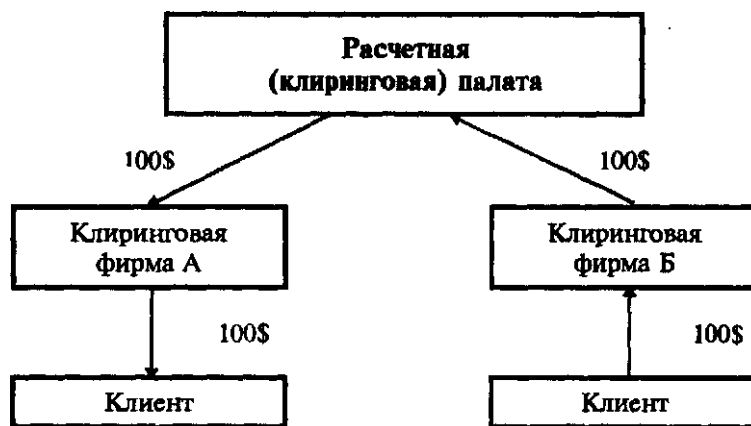 Расчетная
(клиринговая) палата
100$
100$
Клиринговая
фирма А
Клиринговая
фирма Б
100$
100$
Клиент
Клиент